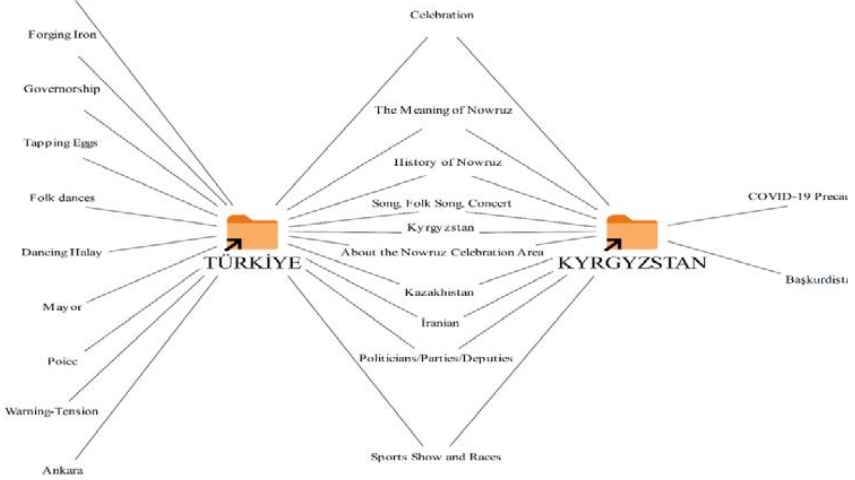 Forging Iron
Governorship
Tapping Eggs
Folk dances
Dancing Halay
Mayor
Poice
Warning-Tension
Ankara
TÜRKİYE
Celebration
The Meaning of Nowruz
History of Nowruz
Song, Folk Song, Concert
Kyrgyzstan
About the Nowruz Celebration Area
Kazakhistan
İranian
Politicians/Parties/Deputies
Sports Show and Races
KYRGYZSTAN
COVID-19 Precau
Başkurdista